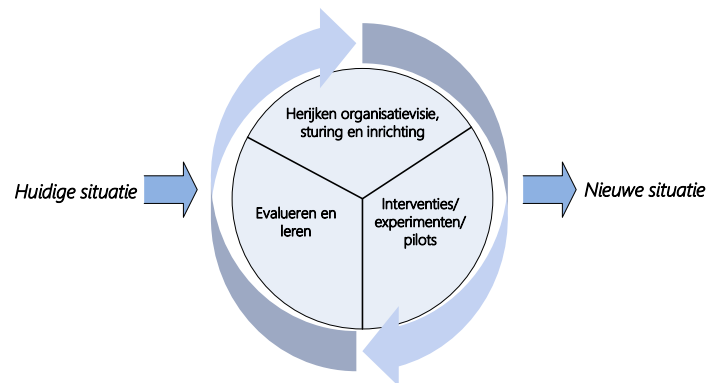 Herijken organisatievisie,
sturing en inrichting
Huidige situatie
Evalueren en
leren
Interventies/
experimenten/
pilots
Nieuwe situatie